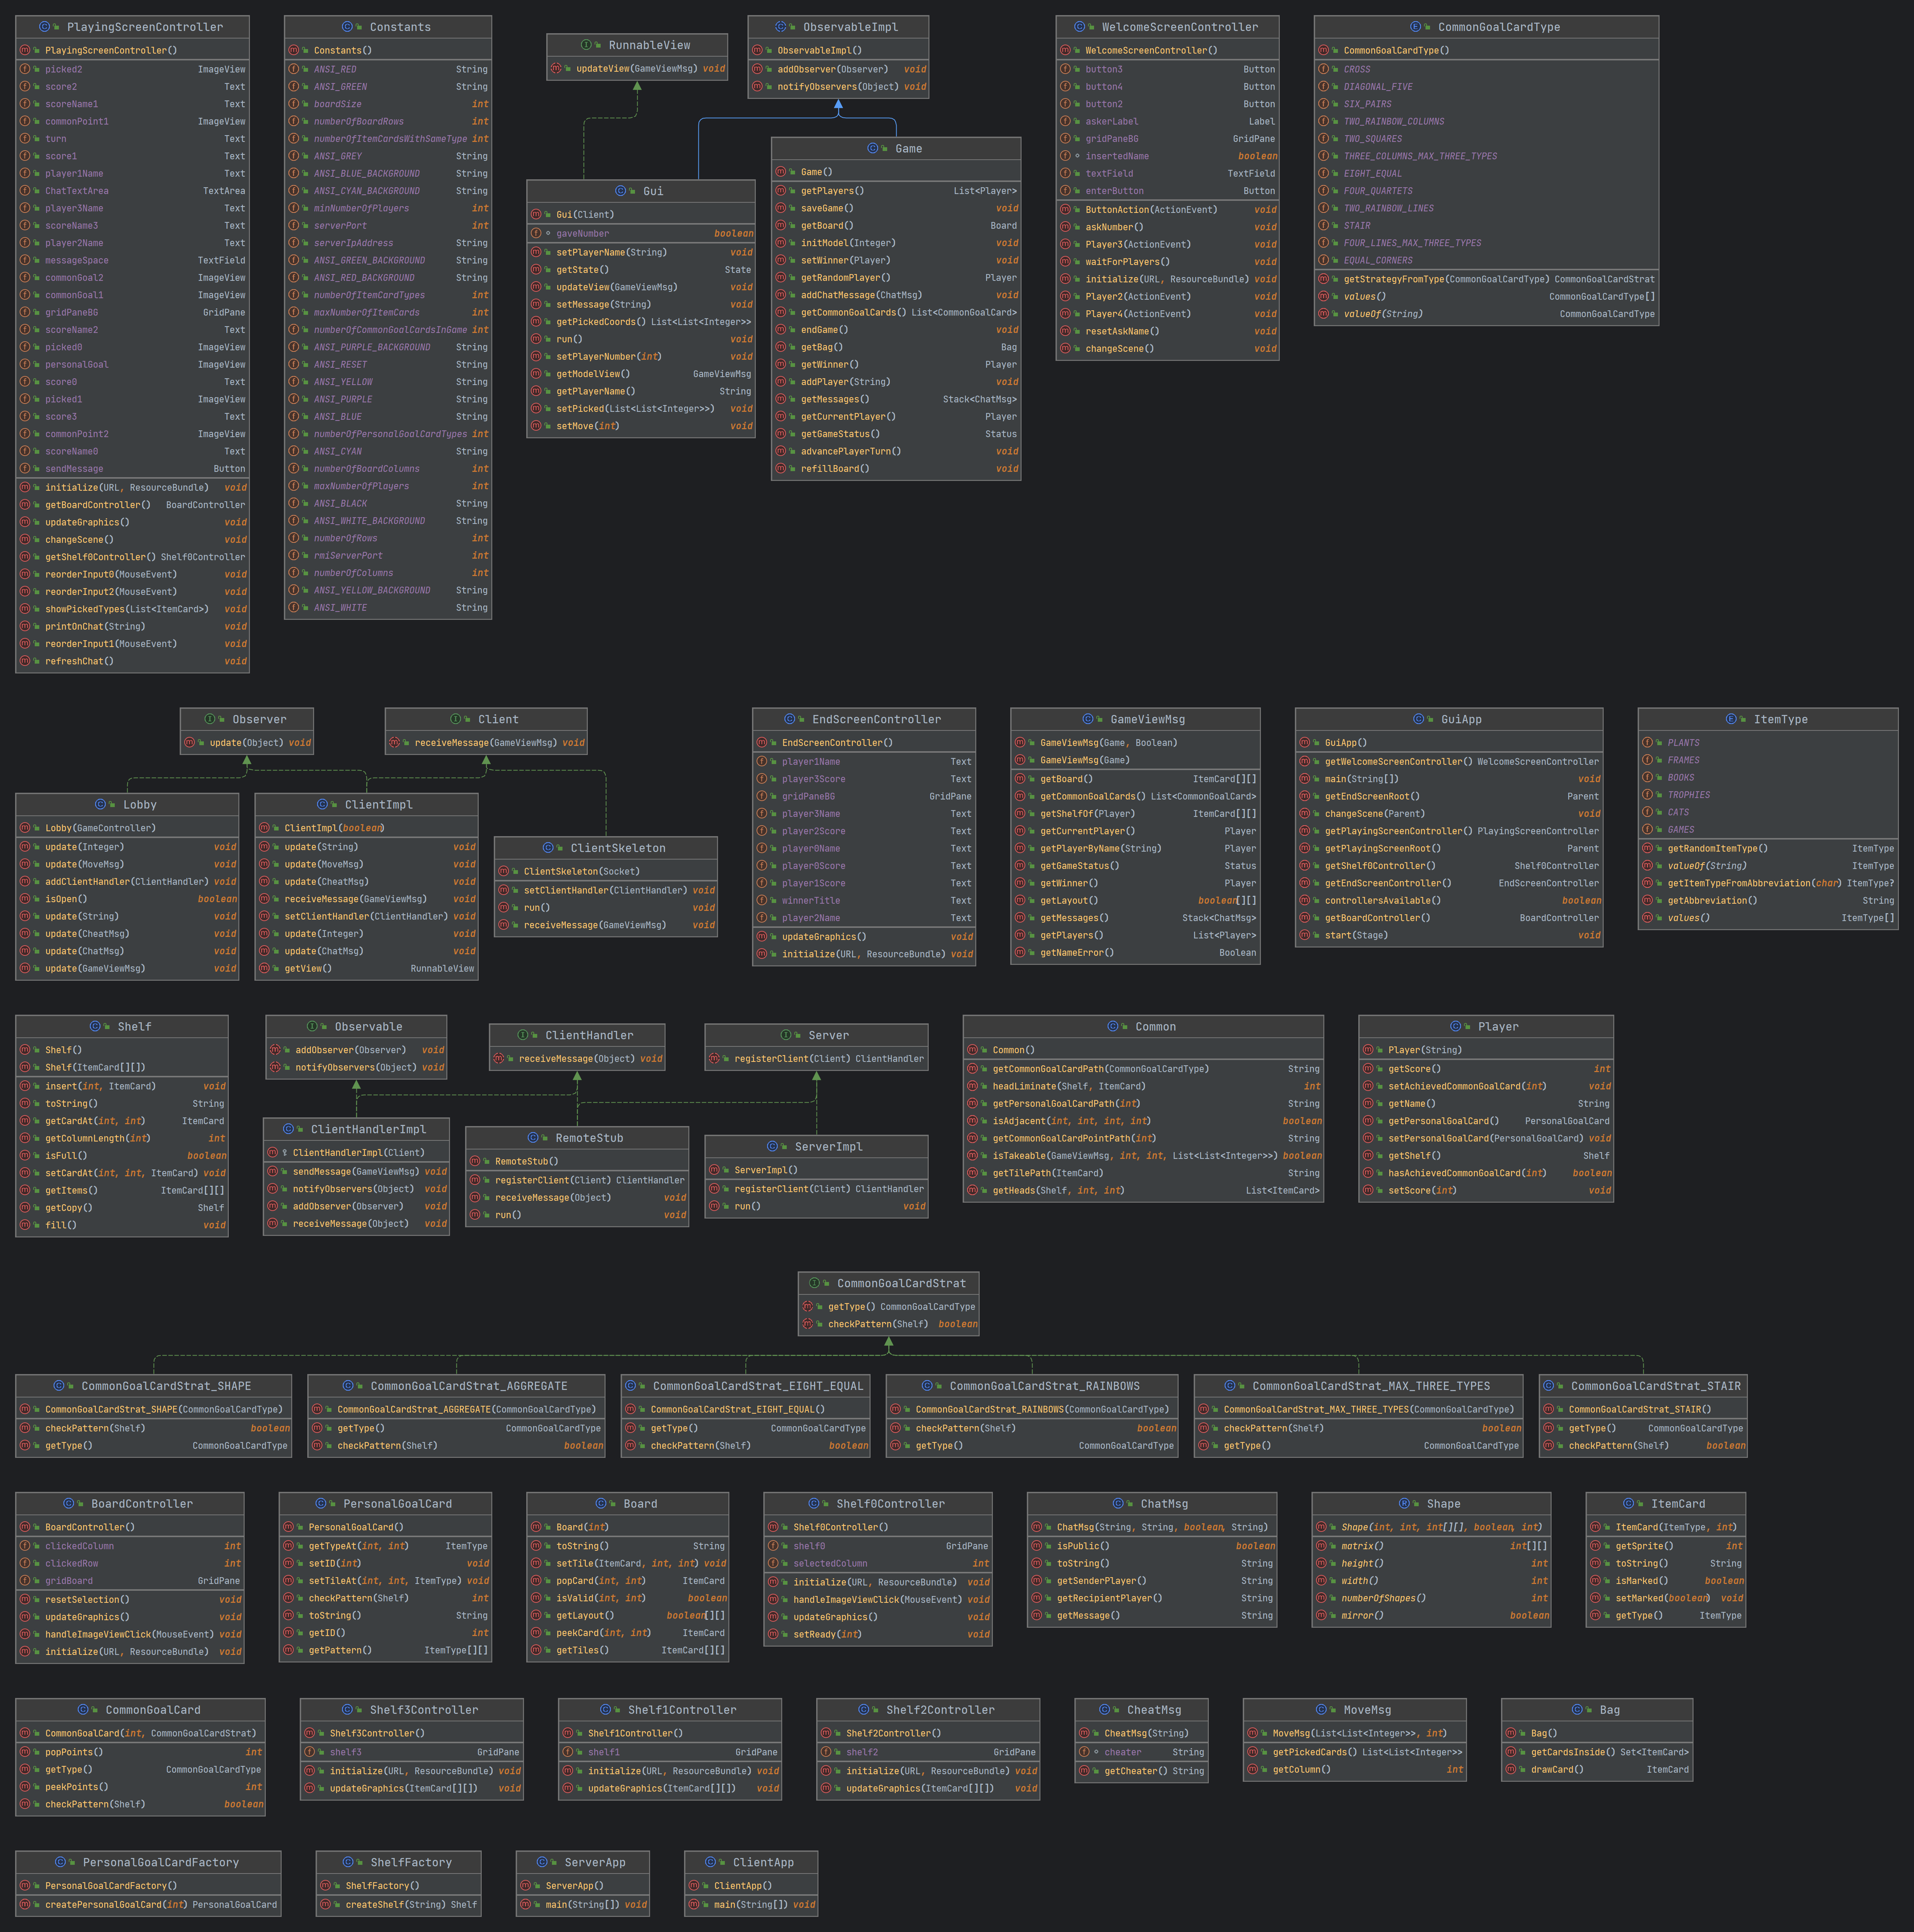 PlayingScreenController
PlayingScreenController()
picked2 ImageView
score2 Text
scoreName1 Text
commonPoint1 ImageView
turn Text
score1 Text
player1Name Text
ChatTextArea TextArea
player3Name Text
scoreName3 Text
player2Name Text
messageSpace TextField
commonGoal2 ImageView
commonGoal1 ImageView
gridPaneBG GridPane
scoreName2 Text
picked0 ImageView
personalGoal ImageView
score0 Text
picked1 ImageView
score3 Text
commonPoint2 ImageView
scoreName0 Text
sendMessage Button
initialize(URL, ResourceBundle) void
getBoardController() BoardController
updateGraphics() void
changeScene() void
getShelf0Controller() Shelf0Controller
reorderInput0(MouseEvent) void
reorderInput2(MouseEvent) void
showPickedTypes(List<ItemCard>) void
printOnChat(String) void
reorderInput1(MouseEvent) void
refreshChat() void
Constants
Constants()
ANSI_RED String
ANSI_GREEN String
boardSize int
numberOfBoardRows int
numberOfItemCardsWithSameType int
ANSI_GREY String
ANSI_BLUE_BACKGROUND String
ANSI_CYAN_BACKGROUND String
minNumberOfPlayers int
serverPort int
serverIpAddress String
ANSI_GREEN_BACKGROUND String
ANSI_RED_BACKGROUND String
numberOfItemCardTypes int
maxNumberOfItemCards int
numberOfCommonGoalCardsInGame int
ANSI_PURPLE_BACKGROUND String
ANSI_RESET String
ANSI_YELLOW String
ANSI_PURPLE String
ANSI_BLUE String
numberOfPersonalGoalCardTypes int
ANSI_CYAN String
numberOfBoardColumns int
maxNumberOfPlayers int
ANSI_BLACK String
ANSI_WHITE_BACKGROUND String
numberOfRows int
rmiServerPort int
numberOfColumns int
ANSI_YELLOW_BACKGROUND String
ANSI_WHITE String
RunnableView
updateView(GameViewMsg) void
ObservableImpl
ObservableImpl()
addObserver(Observer) void
notifyObservers(Object) void
Gui
Gui(Client)
gaveNumber boolean
setPlayerName(String) void
getState() State
updateView(GameViewMsg) void
setMessage(String) void
getPickedCoords() List<List<Integer>>
run() void
setPlayerNumber(int) void
getModelView() GameViewMsg
getPlayerName() String
setPicked(List<List<Integer>>) void
setMove(int) void
Game
Game()
getPlayers() List<Player>
saveGame() void
getBoard() Board
initModel(Integer) void
setWinner(Player) void
getRandomPlayer() Player
addChatMessage(ChatMsg) void
getCommonGoalCards() List<CommonGoalCard>
endGame() void
getBag() Bag
getWinner() Player
addPlayer(String) void
getMessages() Stack<ChatMsg>
getCurrentPlayer() Player
getGameStatus() Status
advancePlayerTurn() void
refillBoard() void
WelcomeScreenController
WelcomeScreenController()
button3 Button
button4 Button
button2 Button
askerLabel Label
gridPaneBG GridPane
insertedName boolean
textField TextField
enterButton Button
ButtonAction(ActionEvent) void
askNumber() void
Player3(ActionEvent) void
waitForPlayers() void
initialize(URL, ResourceBundle) void
Player2(ActionEvent) void
Player4(ActionEvent) void
resetAskName() void
changeScene() void
CommonGoalCardType
CommonGoalCardType()
CROSS
DIAGONAL_FIVE
SIX_PAIRS
TWO_RAINBOW_COLUMNS
TWO_SQUARES
THREE_COLUMNS_MAX_THREE_TYPES
EIGHT_EQUAL
FOUR_QUARTETS
TWO_RAINBOW_LINES
STAIR
FOUR_LINES_MAX_THREE_TYPES
EQUAL_CORNERS
getStrategyFromType(CommonGoalCardType) CommonGoalCardStrat
values() CommonGoalCardType[]
valueOf(String) CommonGoalCardType
Observer
update(Object) void
Client
receiveMessage(GameViewMsg) void
Lobby
Lobby(GameController)
update(Integer) void
update(MoveMsg) void
addClientHandler(ClientHandler) void
isOpen() boolean
update(String) void
update(CheatMsg) void
update(ChatMsg) void
update(GameViewMsg) void
ClientImpl
ClientImpl(boolean)
update(String) void
update(MoveMsg) void
update(CheatMsg) void
receiveMessage(GameViewMsg) void
setClientHandler(ClientHandler) void
update(Integer) void
update(ChatMsg) void
getView() RunnableView
ClientSkeleton
ClientSkeleton(Socket)
setClientHandler(ClientHandler) void
run() void
receiveMessage(GameViewMsg) void
EndScreenController
EndScreenController()
player1Name Text
player3Score Text
gridPaneBG GridPane
player3Name Text
player2Score Text
player0Name Text
player0Score Text
player1Score Text
winnerTitle Text
player2Name Text
updateGraphics() void
initialize(URL, ResourceBundle) void
GameViewMsg
GameViewMsg(Game, Boolean)
GameViewMsg(Game)
getBoard() ItemCard[][]
getCommonGoalCards() List<CommonGoalCard>
getShelfOf(Player) ItemCard[][]
getCurrentPlayer() Player
getPlayerByName(String) Player
getGameStatus() Status
getWinner() Player
getLayout() boolean[][]
getMessages() Stack<ChatMsg>
getPlayers() List<Player>
getNameError() Boolean
GuiApp
GuiApp()
getWelcomeScreenController() WelcomeScreenController
main(String[]) void
getEndScreenRoot() Parent
changeScene(Parent) void
getPlayingScreenController() PlayingScreenController
getPlayingScreenRoot() Parent
getShelf0Controller() Shelf0Controller
getEndScreenController() EndScreenController
controllersAvailable() boolean
getBoardController() BoardController
start(Stage) void
ItemType
PLANTS
FRAMES
BOOKS
TROPHIES
CATS
GAMES
getRandomItemType() ItemType
valueOf(String) ItemType
getItemTypeFromAbbreviation(char) ItemType?
getAbbreviation() String
values() ItemType[]
Shelf
Shelf()
Shelf(ItemCard[][])
insert(int, ItemCard) void
toString() String
getCardAt(int, int) ItemCard
getColumnLength(int) int
isFull() boolean
setCardAt(int, int, ItemCard) void
getItems() ItemCard[][]
getCopy() Shelf
fill() void
Observable
addObserver(Observer) void
notifyObservers(Object) void
ClientHandler
receiveMessage(Object) void
Server
registerClient(Client) ClientHandler
ClientHandlerImpl
ClientHandlerImpl(Client)
sendMessage(GameViewMsg) void
notifyObservers(Object) void
addObserver(Observer) void
receiveMessage(Object) void
RemoteStub
RemoteStub()
registerClient(Client) ClientHandler
receiveMessage(Object) void
run() void
ServerImpl
ServerImpl()
registerClient(Client) ClientHandler
run() void
Common
Common()
getCommonGoalCardPath(CommonGoalCardType) String
headLiminate(Shelf, ItemCard) int
getPersonalGoalCardPath(int) String
isAdjacent(int, int, int, int) boolean
getCommonGoalCardPointPath(int) String
isTakeable(GameViewMsg, int, int, List<List<Integer>>) boolean
getTilePath(ItemCard) String
getHeads(Shelf, int, int) List<ItemCard>
Player
Player(String)
getScore() int
setAchievedCommonGoalCard(int) void
getName() String
getPersonalGoalCard() PersonalGoalCard
setPersonalGoalCard(PersonalGoalCard) void
getShelf() Shelf
hasAchievedCommonGoalCard(int) boolean
setScore(int) void
CommonGoalCardStrat
getType() CommonGoalCardType
checkPattern(Shelf) boolean
CommonGoalCardStrat_SHAPE
CommonGoalCardStrat_SHAPE(CommonGoalCardType)
checkPattern(Shelf) boolean
getType() CommonGoalCardType
CommonGoalCardStrat_AGGREGATE
CommonGoalCardStrat_AGGREGATE(CommonGoalCardType)
getType() CommonGoalCardType
checkPattern(Shelf) boolean
CommonGoalCardStrat_EIGHT_EQUAL
CommonGoalCardStrat_EIGHT_EQUAL()
getType() CommonGoalCardType
checkPattern(Shelf) boolean
CommonGoalCardStrat_RAINBOWS
CommonGoalCardStrat_RAINBOWS(CommonGoalCardType)
checkPattern(Shelf) boolean
getType() CommonGoalCardType
CommonGoalCardStrat_MAX_THREE_TYPES
CommonGoalCardStrat_MAX_THREE_TYPES(CommonGoalCardType)
checkPattern(Shelf) boolean
getType() CommonGoalCardType
CommonGoalCardStrat_STAIR
CommonGoalCardStrat_STAIR()
getType() CommonGoalCardType
checkPattern(Shelf) boolean
BoardController
BoardController()
clickedColumn int
clickedRow int
gridBoard GridPane
resetSelection() void
updateGraphics() void
handleImageViewClick(MouseEvent) void
initialize(URL, ResourceBundle) void
PersonalGoalCard
PersonalGoalCard()
getTypeAt(int, int) ItemType
setID(int) void
setTileAt(int, int, ItemType) void
checkPattern(Shelf) int
toString() String
getID() int
getPattern() ItemType[][]
Board
Board(int)
toString() String
setTile(ItemCard, int, int) void
popCard(int, int) ItemCard
isValid(int, int) boolean
getLayout() boolean[][]
peekCard(int, int) ItemCard
getTiles() ItemCard[][]
Shelf0Controller
Shelf0Controller()
shelf0 GridPane
selectedColumn int
initialize(URL, ResourceBundle) void
handleImageViewClick(MouseEvent) void
updateGraphics() void
setReady(int) void
ChatMsg
ChatMsg(String, String, boolean, String)
isPublic() boolean
toString() String
getSenderPlayer() String
getRecipientPlayer() String
getMessage() String
Shape
Shape(int, int, int[][], boolean, int)
matrix() int[][]
height() int
width() int
numberOfShapes() int
mirror() boolean
ItemCard
ItemCard(ItemType, int)
getSprite() int
toString() String
isMarked() boolean
setMarked(boolean) void
getType() ItemType
CommonGoalCard
CommonGoalCard(int, CommonGoalCardStrat)
popPoints() int
getType() CommonGoalCardType
peekPoints() int
checkPattern(Shelf) boolean
Shelf3Controller
Shelf3Controller()
shelf3 GridPane
initialize(URL, ResourceBundle) void
updateGraphics(ItemCard[][]) void
Shelf1Controller
Shelf1Controller()
shelf1 GridPane
initialize(URL, ResourceBundle) void
updateGraphics(ItemCard[][]) void
Shelf2Controller
Shelf2Controller()
shelf2 GridPane
initialize(URL, ResourceBundle) void
updateGraphics(ItemCard[][]) void
CheatMsg
CheatMsg(String)
cheater String
getCheater() String
MoveMsg
MoveMsg(List<List<Integer>>, int)
getPickedCards() List<List<Integer>>
getColumn() int
Bag
Bag()
getCardsInside() Set<ItemCard>
drawCard() ItemCard
PersonalGoalCardFactory
PersonalGoalCardFactory()
createPersonalGoalCard(int) PersonalGoalCard
ShelfFactory
ShelfFactory()
createShelf(String) Shelf
ServerApp
ServerApp()
main(String[]) void
ClientApp
ClientApp()
main(String[]) void